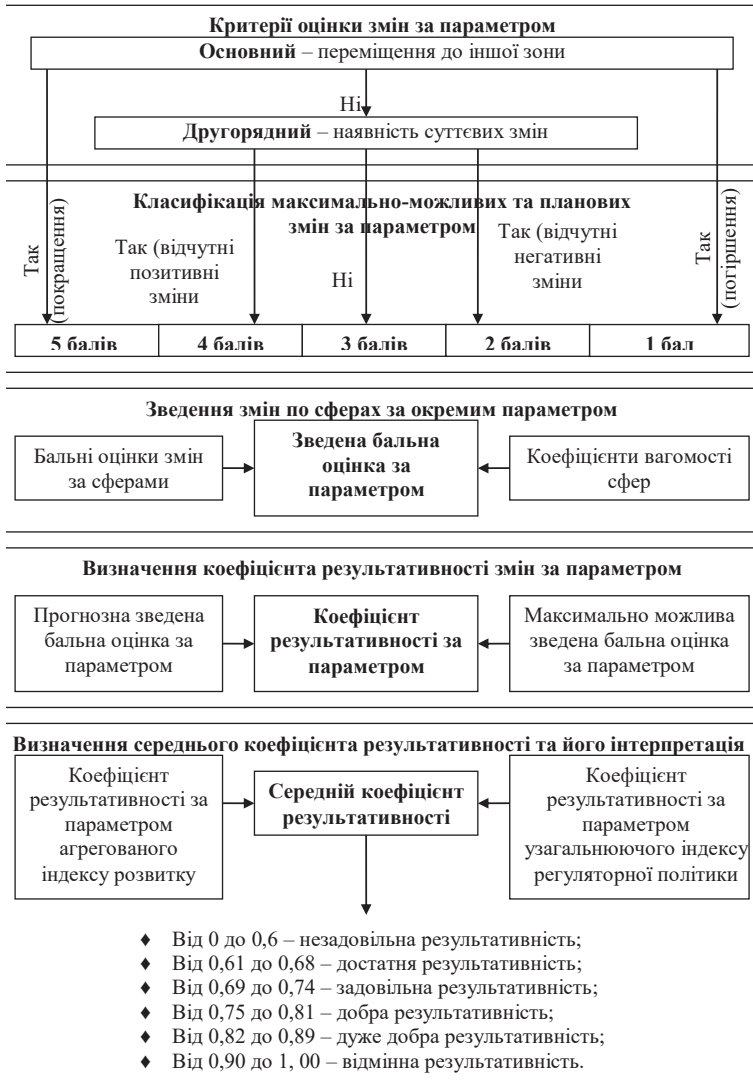 Критерії оцінки змін за параметром
Основний – переміщення до іншої зони
Ні
Другорядний – наявність суттєвих змін
Класифікація максимально-можливих та планових
змін за параметром
Так
(покращення)
Так (відчутні
позитивні
зміни
Ні
Так (відчутні
негативні
зміни
Так
(погіршення)
5 балів
4 балів
3 балів
2 балів
1 бал
Зведення змін по сферах за окремим параметром
Бальні оцінки змін
за сферами
Зведена бальна
оцінка за
параметром
Коефіцієнти вагомості
сфер
Визначення коефіцієнта результативності змін за параметром
Прогнозна зведена
бальна оцінка за
параметром
Коефіцієнт
результативності за
параметром
Максимально можлива
зведена бальна оцінка
за параметром
Визначення середнього коефіцієнта результативності та його інтерпретація
Коефіцієнт
результативності за
параметром
агрегованого
індексу розвитку
Середній коефіцієнт
результативності
Коефіцієнт
результативності за
параметром
узагальнюючого індексу
регуляторної політики
♦ Від 0 до 0,6 – незадовільна результативність;
♦ Від 0,61 до 0,68 – достатня результативність;
♦ Від 0,69 до 0,74 – задовільна результативність;
♦ Від 0,75 до 0,81 – добра результативність;
♦ Від 0,82 до 0,89 – дуже добра результативність;
♦ Від 0,90 до 1, 00 – відмінна результативність.